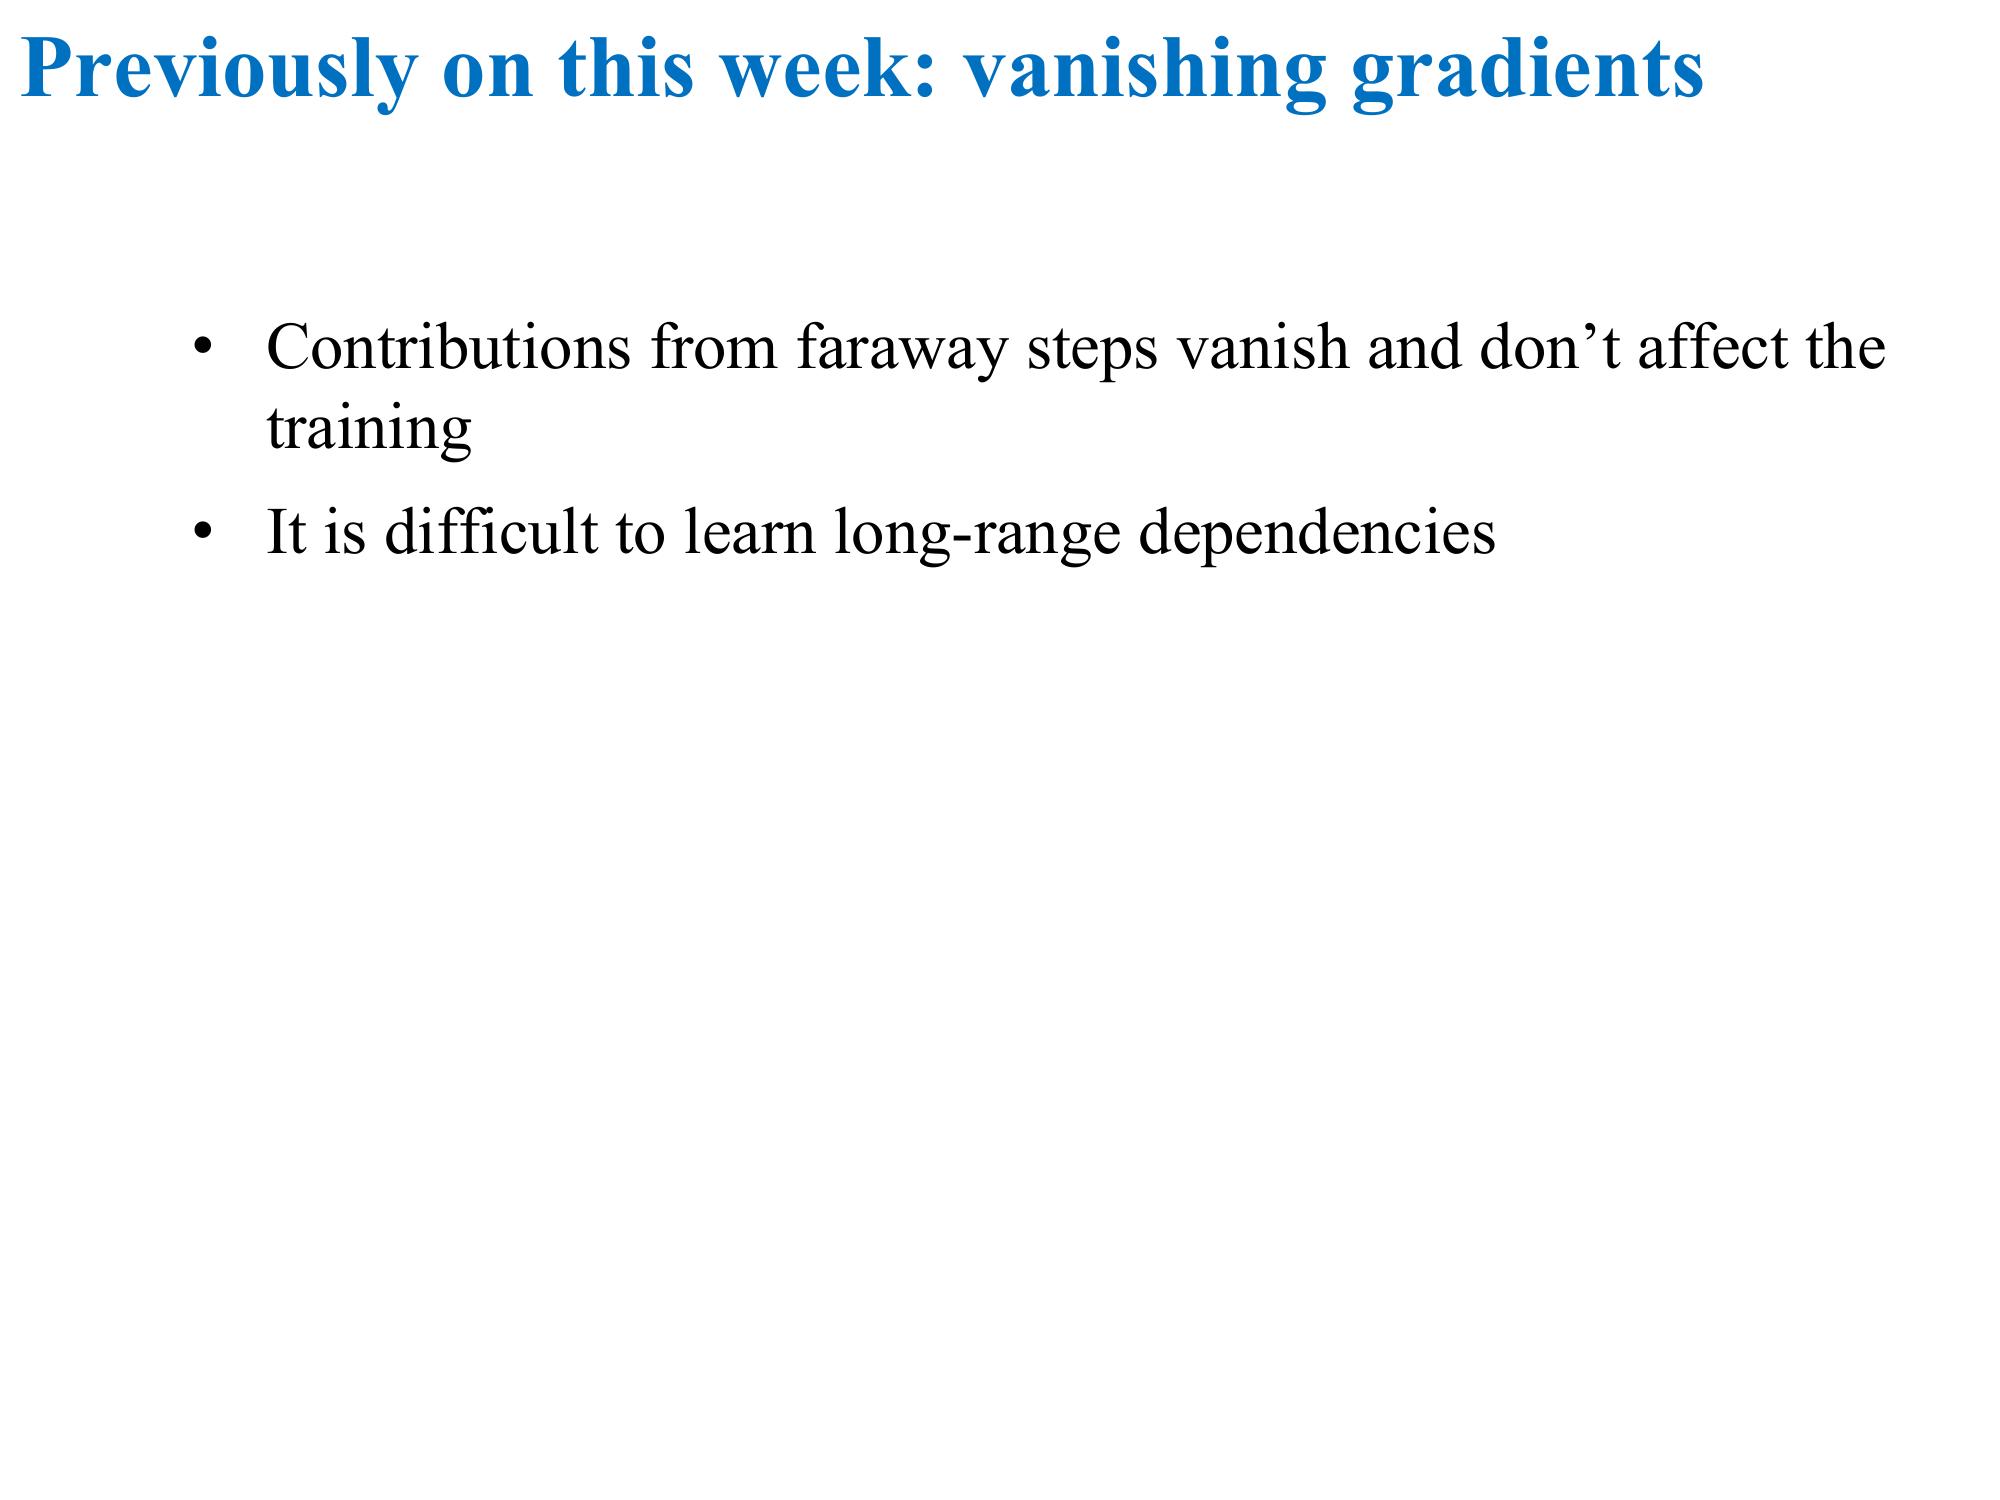 Previously on this week: vanishing gradients
• Contributions from faraway steps vanish and don’t affect the
training
• It is difficult to learn long-range dependencies